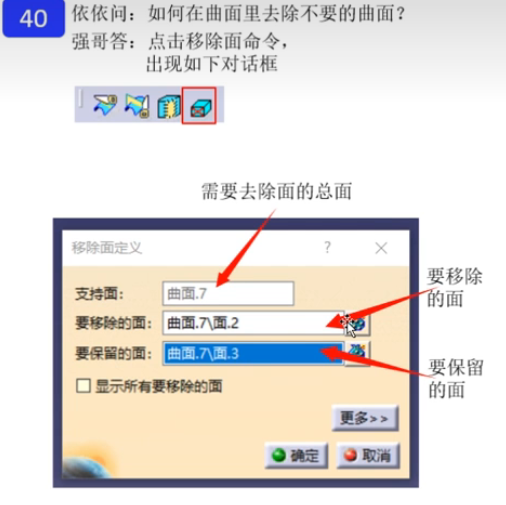 40
依依问：如何在曲面里去除不要的曲面？
强哥答：点击移除面命令，
出现如下对话框
需要去除面的总面
移除面定义 ? ×
支持面： 曲面.7
要移除的面： 曲面.7\面.2
要移除
的面
要保留的面： 曲面.7\面.3
要保留
的面
显示所有要移除的面
更多>>
确定 取消